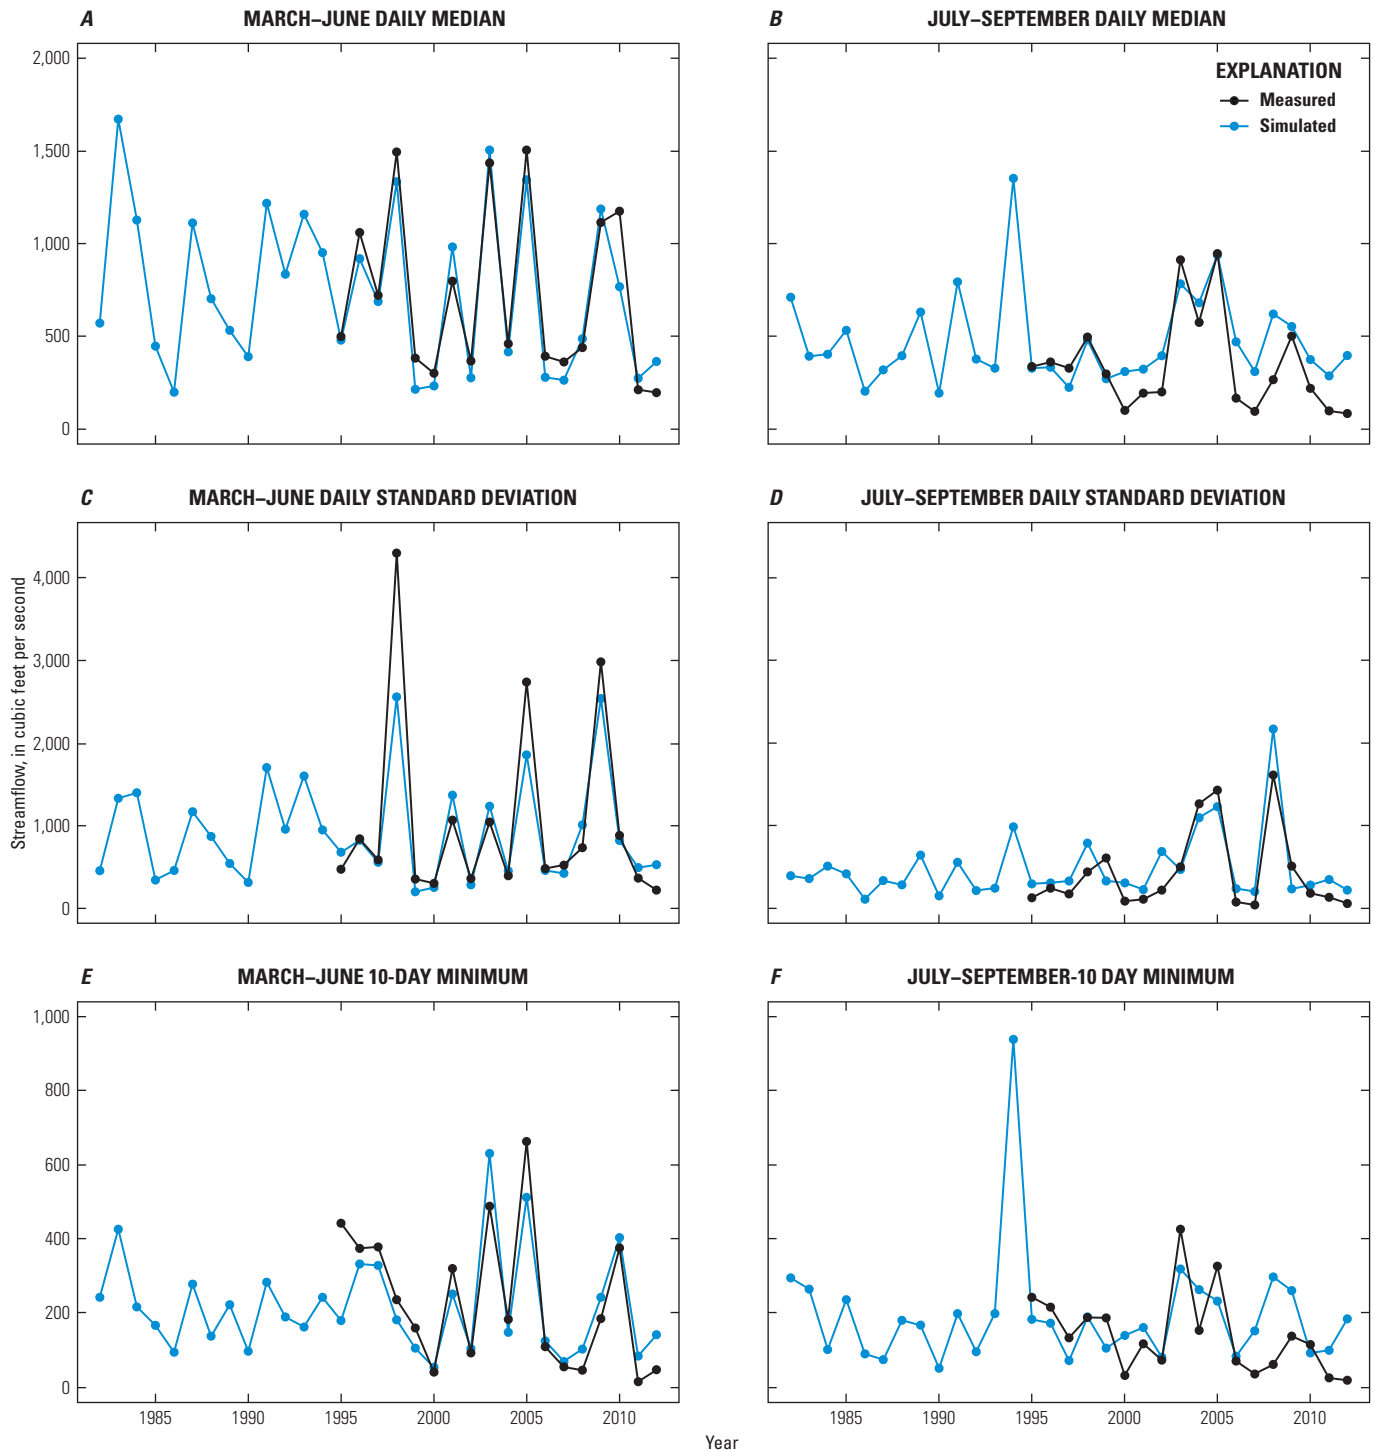 A MARCH–JUNE DAILY MEDIAN
B JULY–SEPTEMBER DAILY MEDIAN
2,000
1,500
1,000
500
0
EXPLANATION
Measured
Simulated
C MARCH–JUNE DAILY STANDARD DEVIATION
D JULY–SEPTEMBER DAILY STANDARD DEVIATION
Streamflow, in cubic feet per second
4,000
3,000
2,000
1,000
0
E MARCH–JUNE 10-DAY MINIMUM
F JULY–SEPTEMBER-10 DAY MINIMUM
1,000
800
600
400
200
0
1985 1990 1995 2000 2005 2010
1985 1990 1995 2000 2005 2010
Year